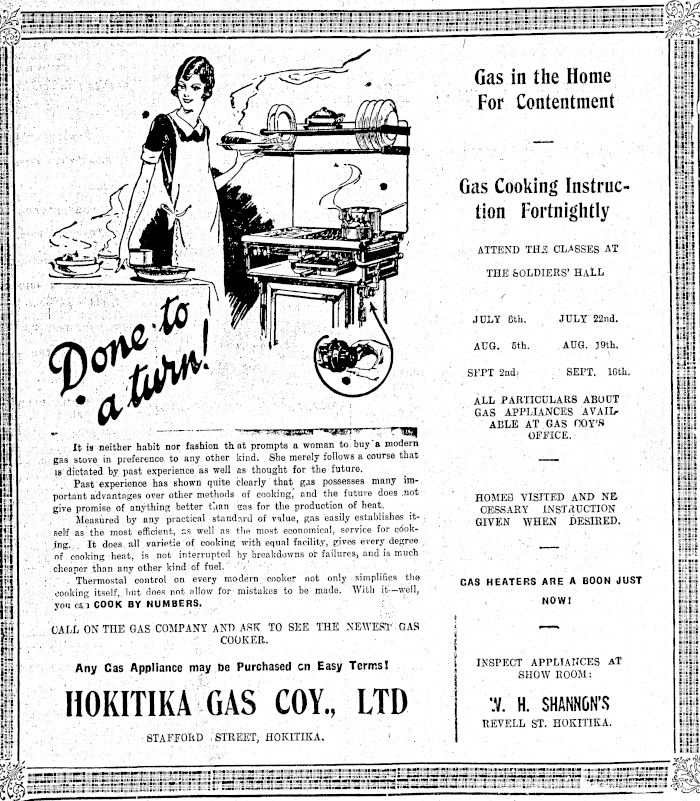 Done to
a turn!
It is neither habit nor fashion that prompts a woman to buy a modern
gas stove in preference to any other kind. She merely follows a course that
is dictated by past experience as well as thought for the future.
Past experience has shown quite clearly that gas possesses many im-
portant advantages over other methods of cooking, and the future does not
give promise of anything better than gas for the production of heat.
Measured by any practical standard of value, gas easily establishes it-
self as the most efficient, as well as the most economical, service for cook-
ing. It does all varietie of cooking with equal facility, gives every degree
of cooking heat, is not interrupted by breakdowns or failures, and is much
cheaper than any other kind of fuel.
Thermostatic control on every modern cooker not only simplifies the
cooking itself, but does not allow for mistakes to be made. With it—well,
you can COOK BY NUMBERS.
CALL ON THE GAS COMPANY AND ASK TO SEE THE NEWEST GAS
COOKER.
Any Gas Appliance may be Purchased on Easy Terms!
HOKITIKA GAS COY., LTD
STAFFORD STREET, HOKITIKA.
Gas in the Home
For Contentment
Gas Cooking Instruc-
tion Fortnightly
ATTEND THE CLASSES AT
THE SOLDIERS' HALL
JULY 8th. JULY 22nd.
AUG. 5th. AUG. 19th.
SEPT 2nd SEPT. 16th.
ALL PARTICULARS ABOUT
GAS APPLIANCES AVAIL-
ABLE AT GAS COY'S
OFFICE.
HOMES VISITED AND NE
CESSARY INSTRUCTION
GIVEN WHEN DESIRED.
GAS HEATERS ARE A BOON JUST
NOW!
INSPECT APPLIANCES AT
SHOW ROOM:
W. H. SHANNON'S
REVELL ST. HOKITIKA.